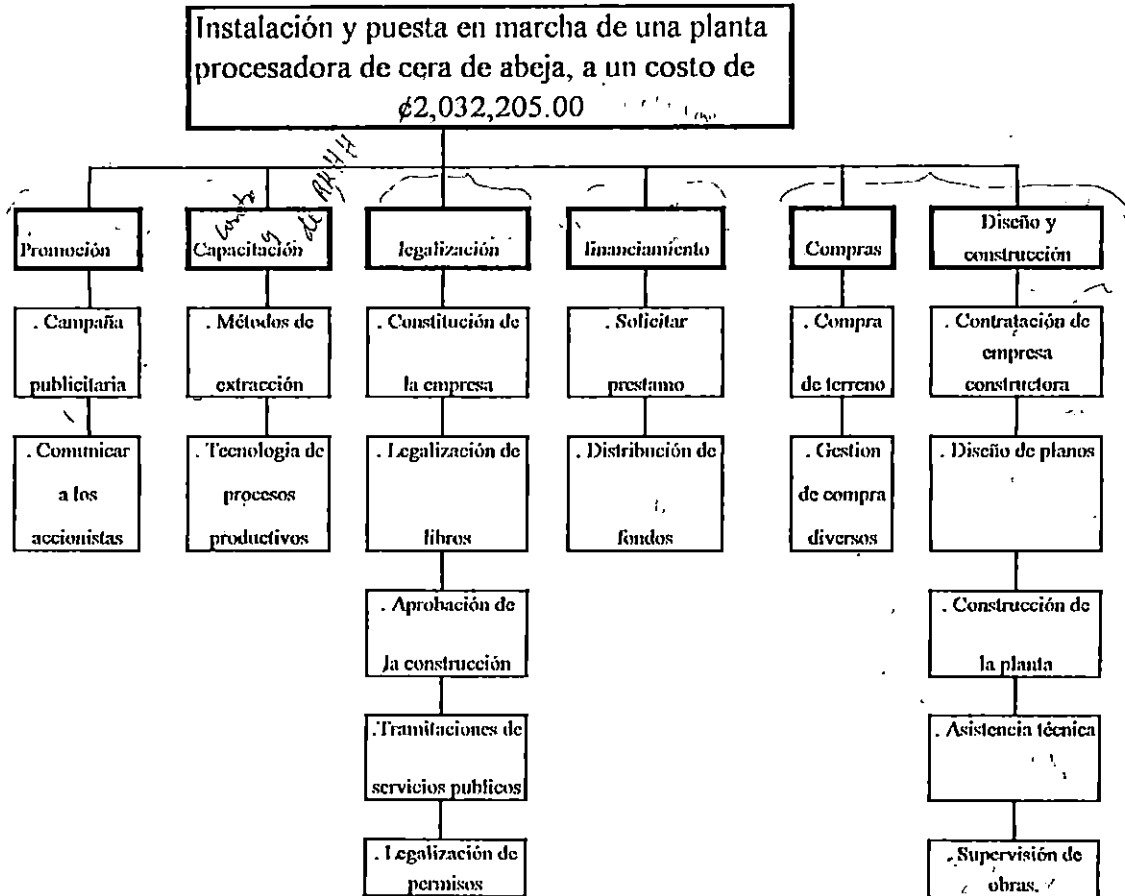 Instalación y puesta en marcha de una planta
procesadora de cera de abeja, a un costo de
¢2,032,205.00
de RRHH
Promoción
Capacitación
legalización
financiamiento
Compras
Diseño y
construcción
. Campaña
publicitaria
. Métodos de
extracción
. Constitución de
la empresa
. Solicitar
prestamo
. Compra
de terreno
. Contratación de
empresa
constructora
. Comunicar
a los
accionistas
. Tecnologia de
procesos
productivos
. Legalización de
libros
. Distribución de
fondos
. Gestion
de compra
diversos
. Diseño de planos
. Aprobación de
la construcción
. Construcción de
la planta
.Tramitaciones de
servicios publicos
. Asistencia técnica
. Legalización de
permisos
. Supervisión de
obras.